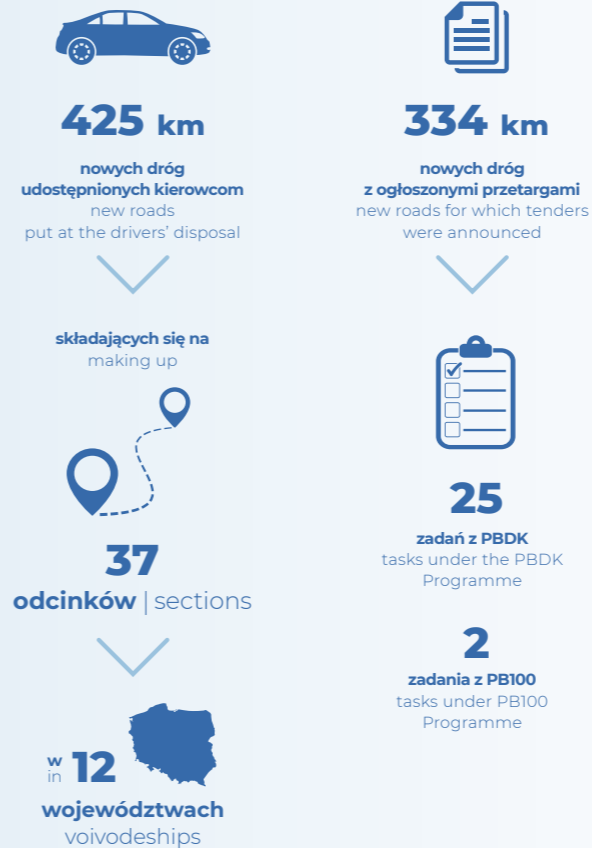 425 km
nowych dróg
udostępnionych kierowcom
new roads
put at the drivers’ disposal
składających się na
making up
37
odcinków | sections
w
in
12
województwach
voivodeships
334 km
nowych dróg
z ogłoszonymi przetargami
new roads for which tenders
were announced
25
zadań z PBDK
tasks under the PBDK
Programme
2
zadania z PB100
tasks under PB100
Programme